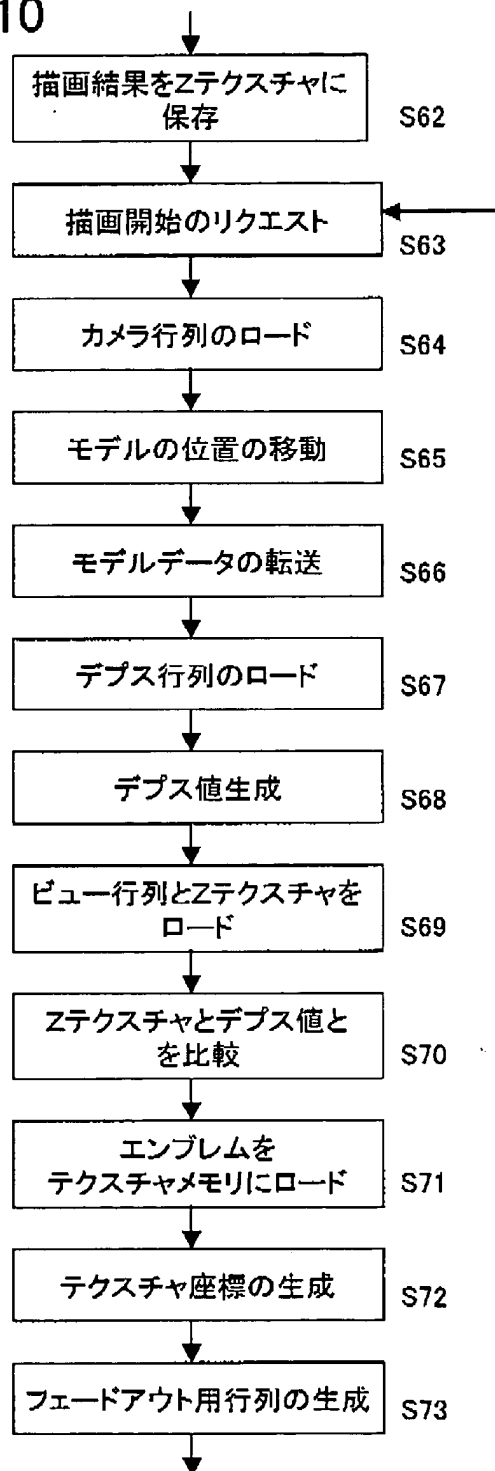 10
描画結果をZテクスチャに
保存
S62
描画開始のリクエスト
S63
カメラ行列のロード
S64
モデルの位置の移動
S65
モデルデータの転送
S66
デプス行列のロード
S67
デプス値生成
S68
ビュー行列とZテクスチャを
ロード
S69
Zテクスチャとデプス値と
を比較
S70
エンブレムを
テクスチャメモリにロード
S71
テクスチャ座標の生成
S72
フェードアウト用行列の生成
S73